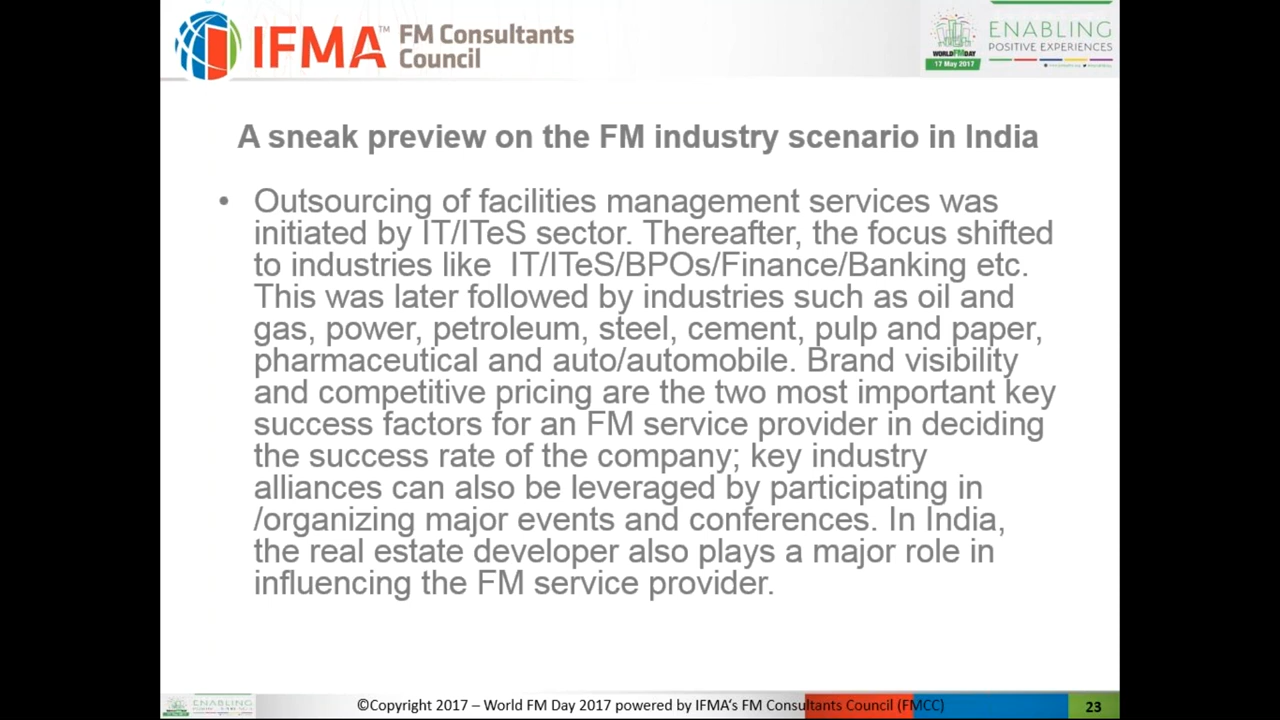 IFMA™ FM Consultants
Council
WORLD FM DAY
17 May 2017
ENABLING
POSITIVE EXPERIENCES
A sneak preview on the FM industry scenario in India
• Outsourcing of facilities management services was
initiated by IT/ITeS sector. Thereafter, the focus shifted
to industries like  IT/ITeS/BPOs/Finance/Banking etc.
This was later followed by industries such as oil and
gas, power, petroleum, steel, cement, pulp and paper,
pharmaceutical and auto/automobile. Brand visibility
and competitive pricing are the two most important key
success factors for an FM service provider in deciding
the success rate of the company; key industry
alliances can also be leveraged by participating in
/organizing major events and conferences. In India,
the real estate developer also plays a major role in
influencing the FM service provider.
ENABLING
©Copyright 2017 – World FM Day 2017 powered by IFMA's FM Consultants Council (FMCC)
23